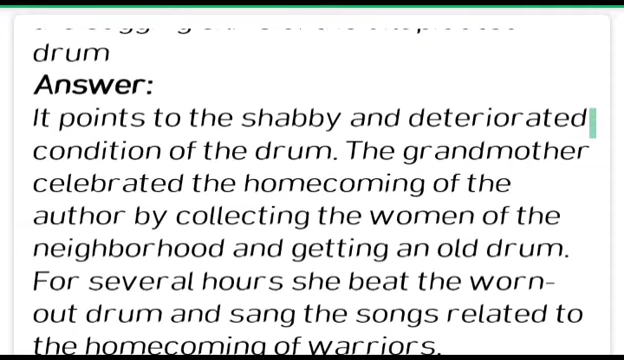 drum
Answer:
It points to the shabby and deteriorated
condition of the drum. The grandmother
celebrated the homecoming of the
author by collecting the women of the
neighborhood and getting an old drum.
For several hours she beat the worn-
out drum and sang the songs related to
the homecoming of warriors.